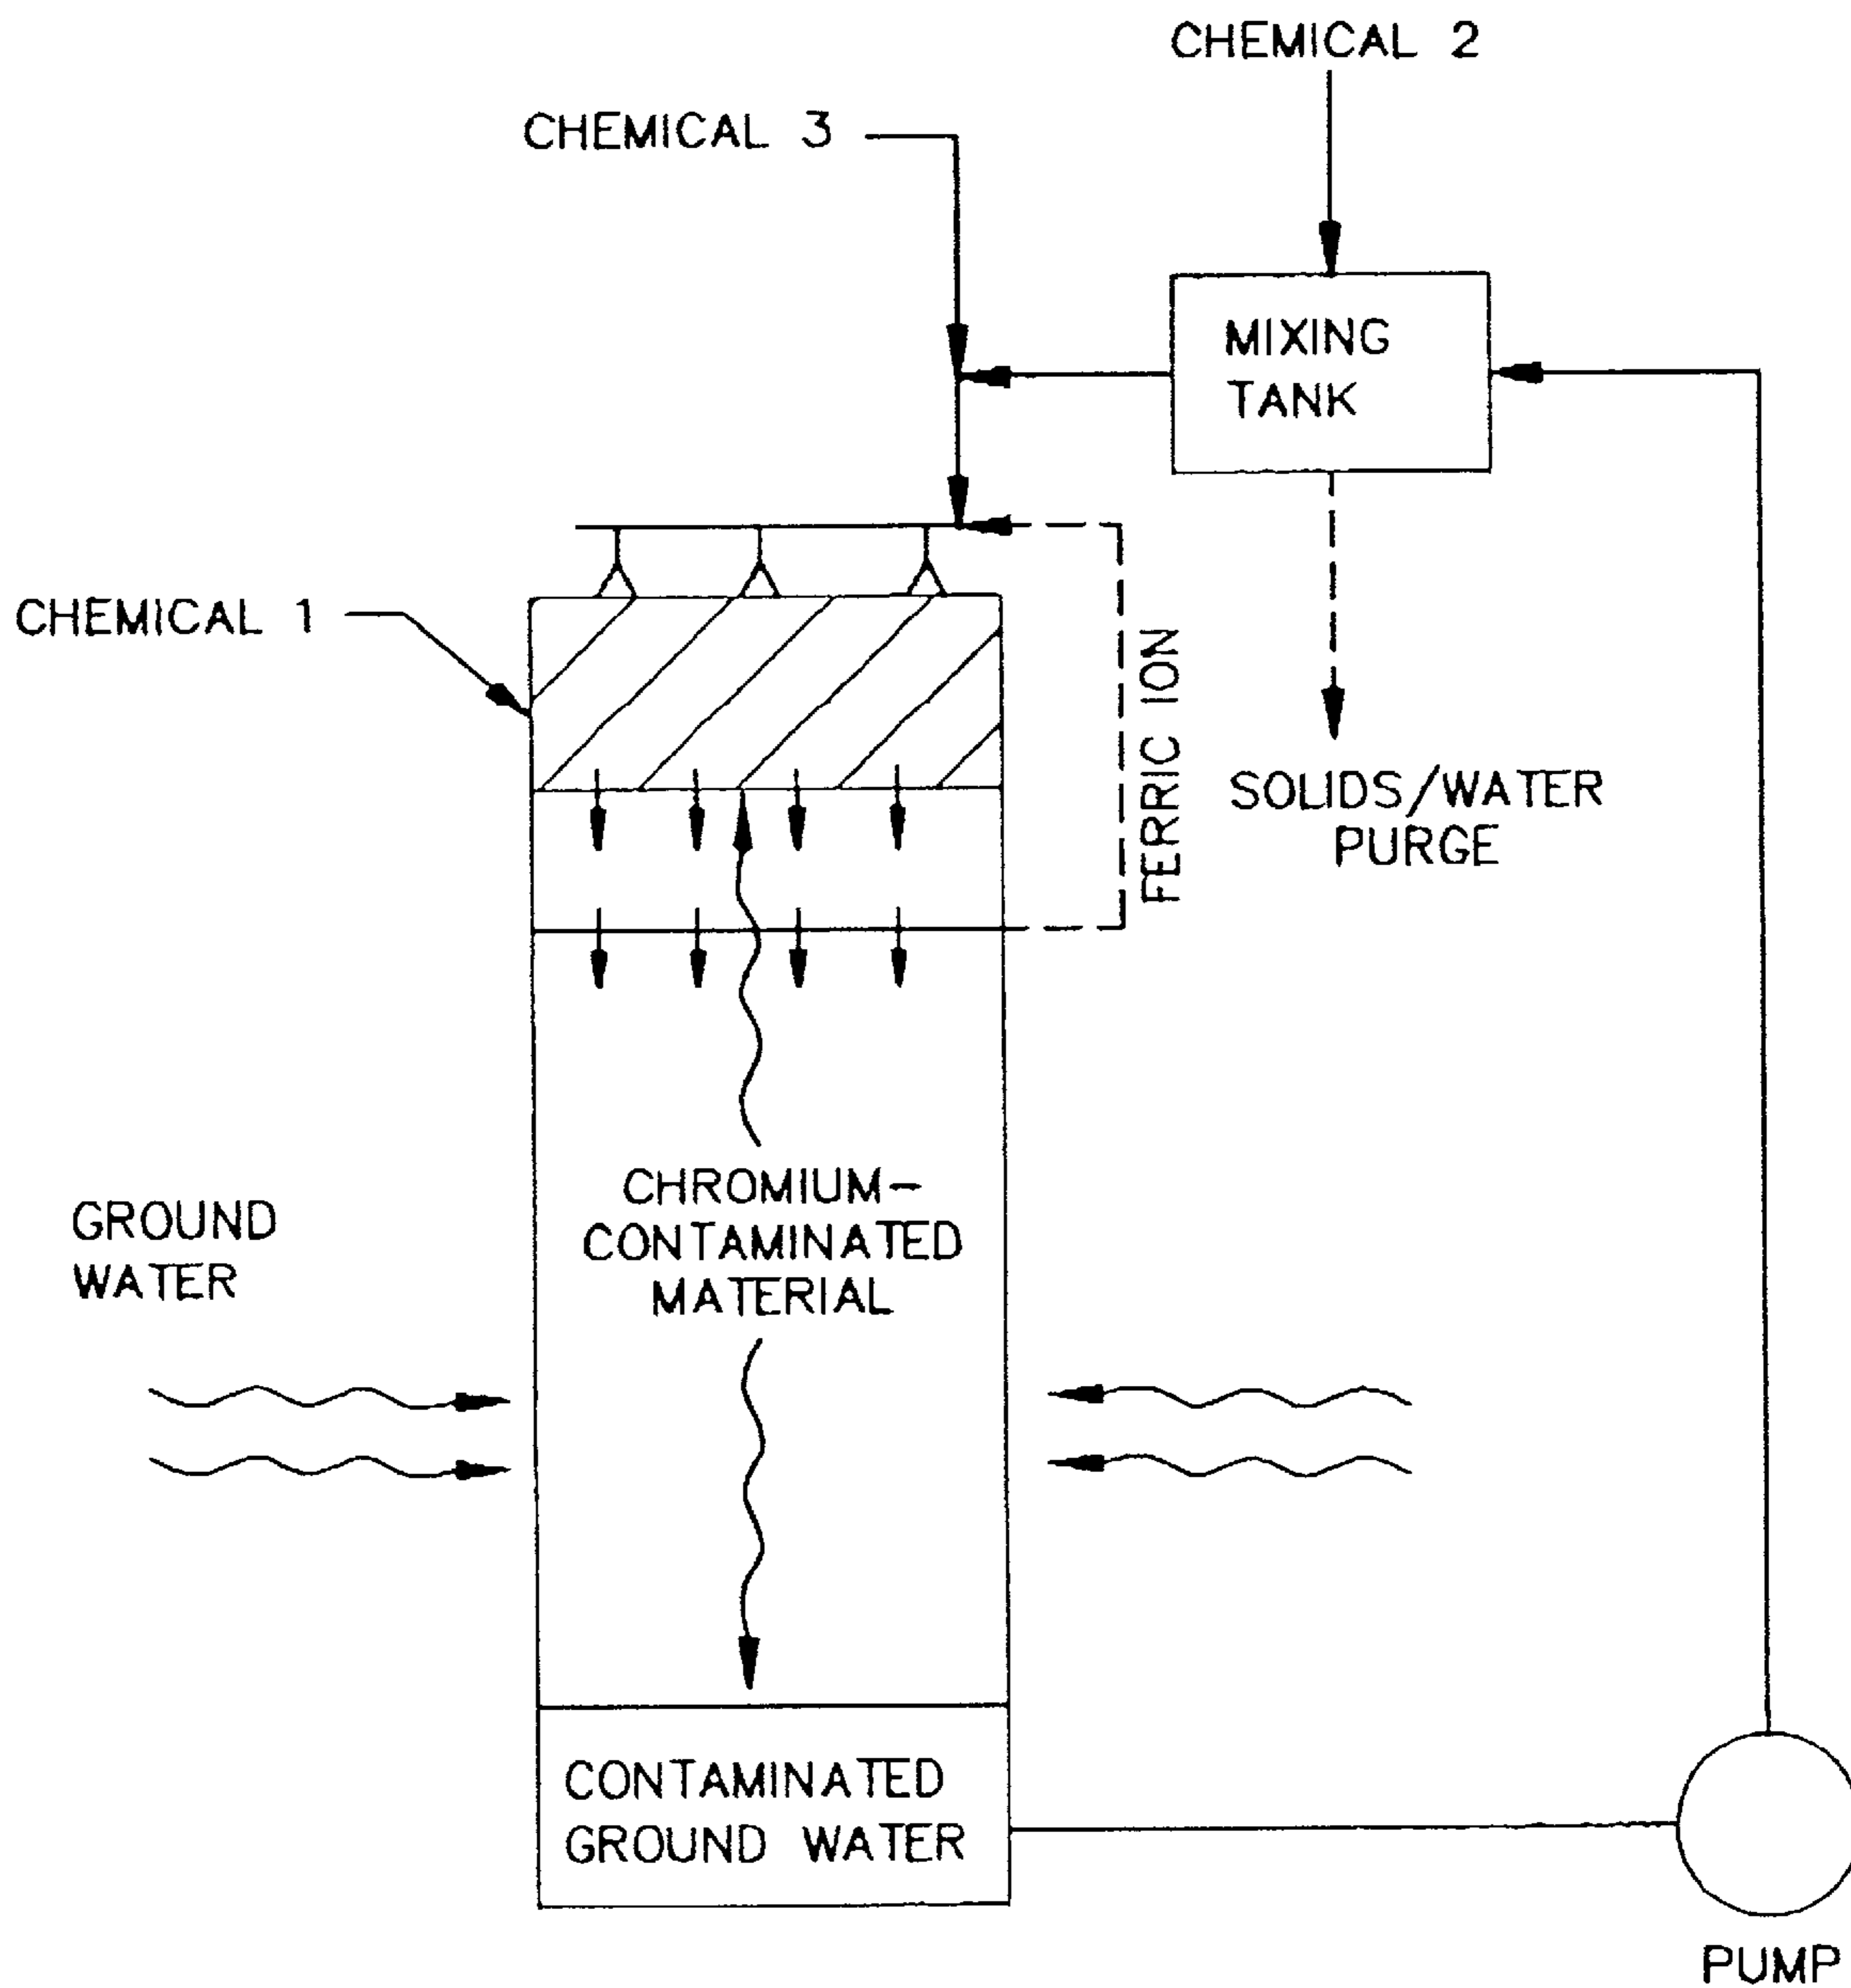 CHEMICAL 2
CHEMICAL 3
MIXING
TANK
CHEMICAL 1
FERRIC ION
SOLIDS/WATER
PURGE
GROUND
WATER
CHROMIUM-
CONTAMINATED
MATERIAL
CONTAMINATED
GROUND WATER
PUMP